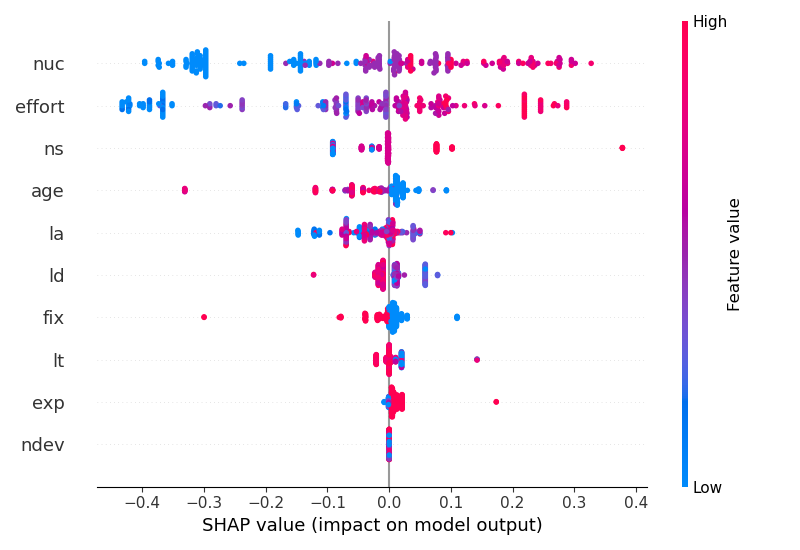 High
nuc
effort
ns
age
la
ld
fix
lt
exp
ndev
Feature value
Low
−0.4 −0.3 −0.2 −0.1 0.0 0.1 0.2 0.3 0.4
SHAP value (impact on model output)